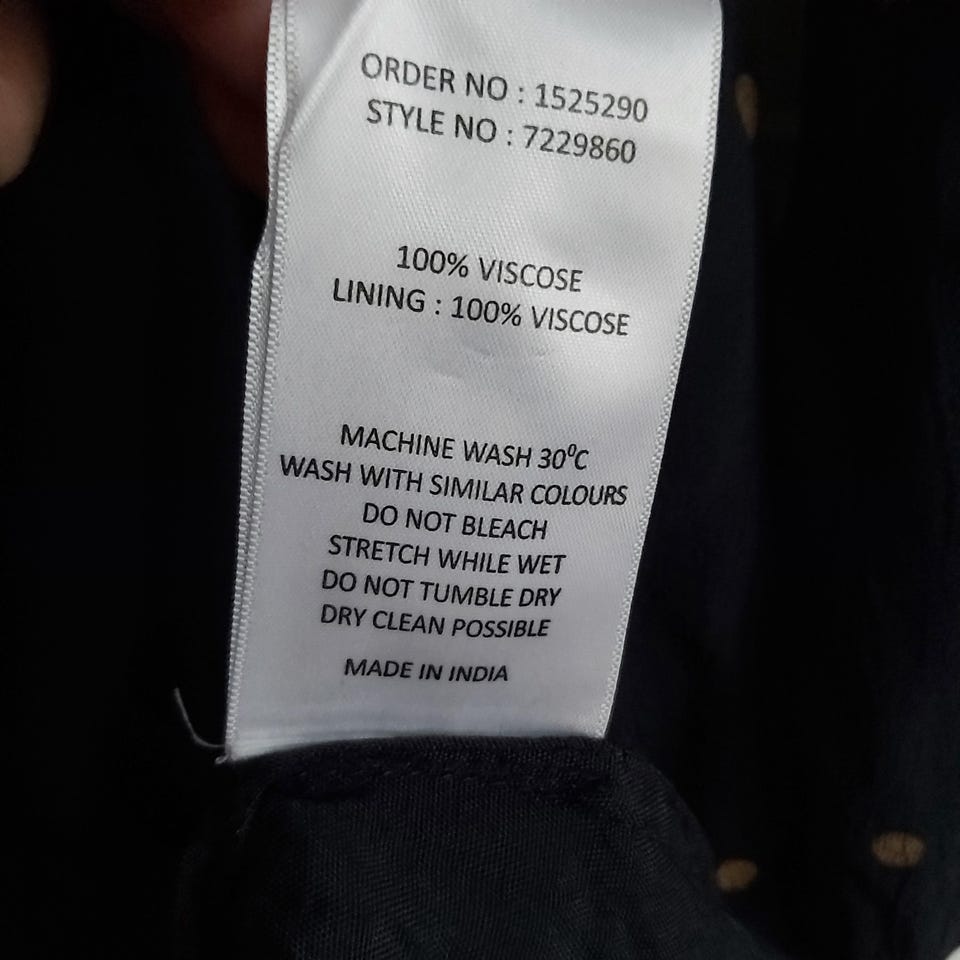 ORDER NO : 1525290
STYLE NO : 7229860
100% VISCOSE
LINING : 100% VISCOSE
MACHINE WASH 30⁰C
WASH WITH SIMILAR COLOURS
DO NOT BLEACH
STRETCH WHILE WET
DO NOT TUMBLE DRY
DRY CLEAN POSSIBLE
MADE IN INDIA